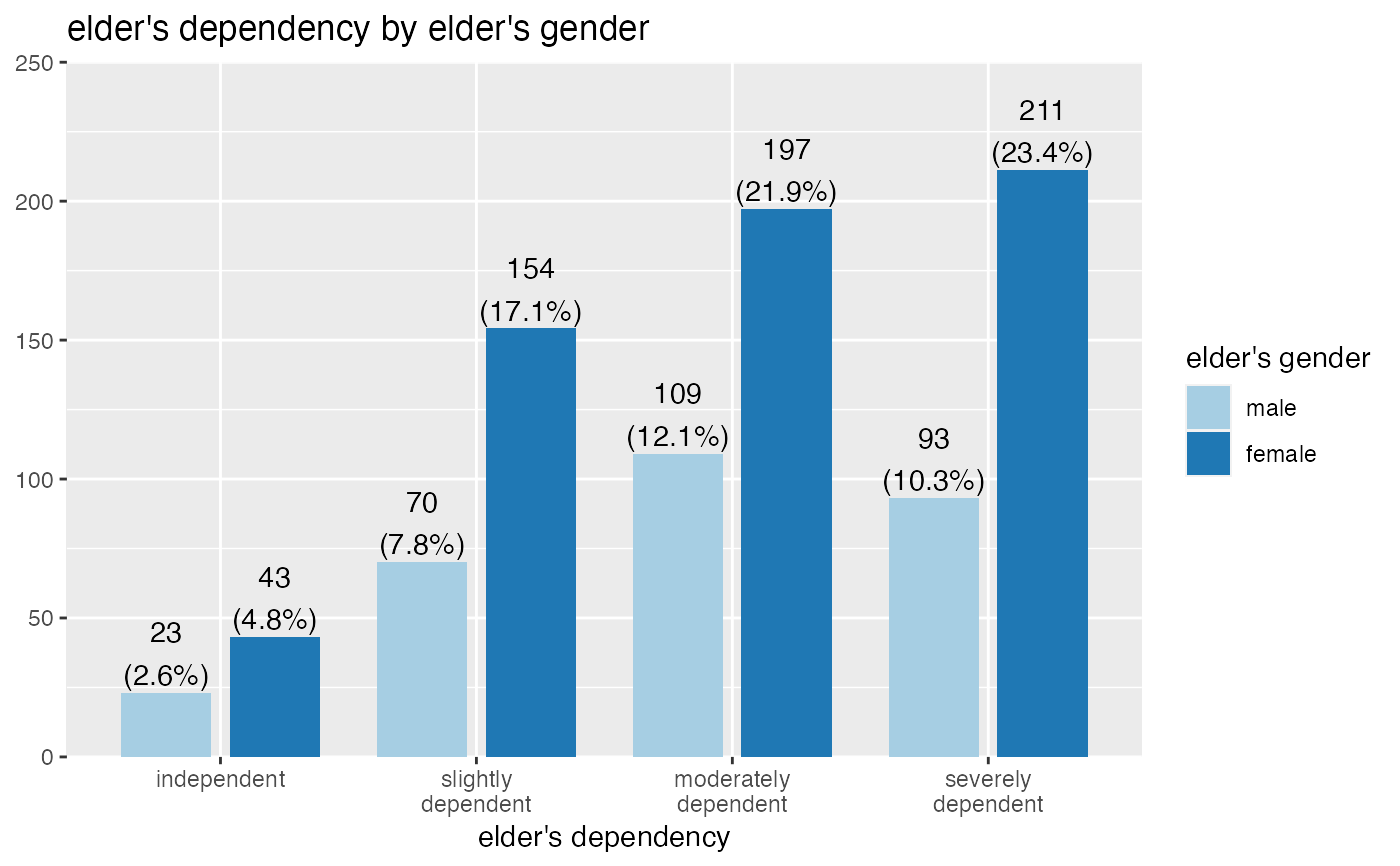 elder's dependency by elder's gender
250
200
150
100
50
0
23
(2.6%)
43
(4.8%)
70
(7.8%)
154
(17.1%)
109
(12.1%)
197
(21.9%)
93
(10.3%)
211
(23.4%)
independent
slightly
dependent
moderately
dependent
severely
dependent
elder's dependency
elder's gender
male
female